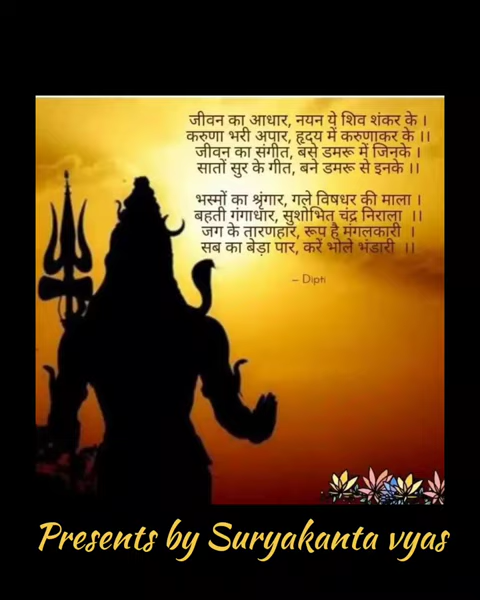 जीवन का आधार, नयन ये शिव शंकर के ।
करुणा भरी अपार, हृदय में करुणाकर के ।।
जीवन का संगीत, बसे डमरू में जिनके ।
सातों सुर के गीत, बने डमरू से इनके ।।
भस्मों का श्रृंगार, गले विषधर की माला ।
बहती गंगाधार, सुशोभित चंद्र निराला ।।
जग के तारणहार, रूप है मंगलकारी ।
सब का बेड़ा पार, करें भोले भंडारी ।।
– Dipti
Presents by Suryakanta vyas